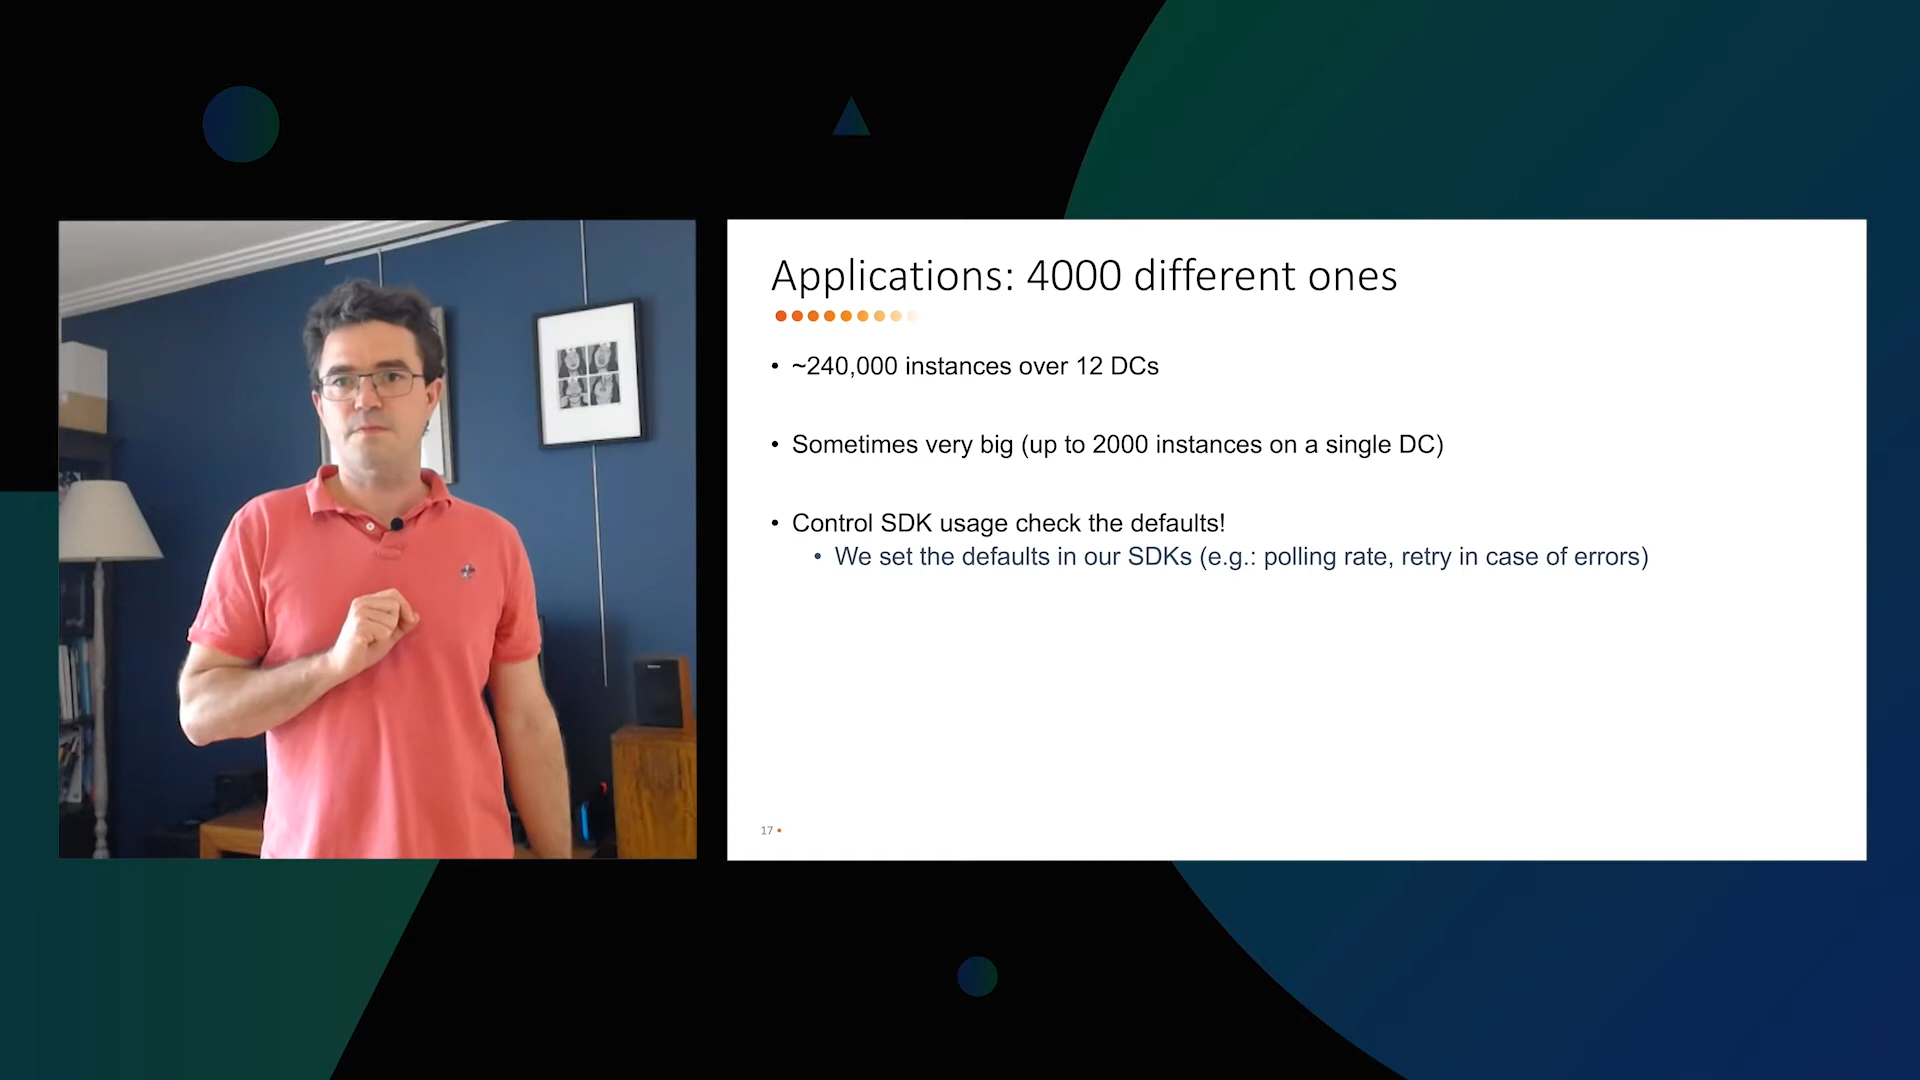 Applications: 4000 different ones
• ~240,000 instances over 12 DCs
• Sometimes very big (up to 2000 instances on a single DC)
• Control SDK usage check the defaults!
• We set the defaults in our SDKs (e.g.: polling rate, retry in case of errors)
17